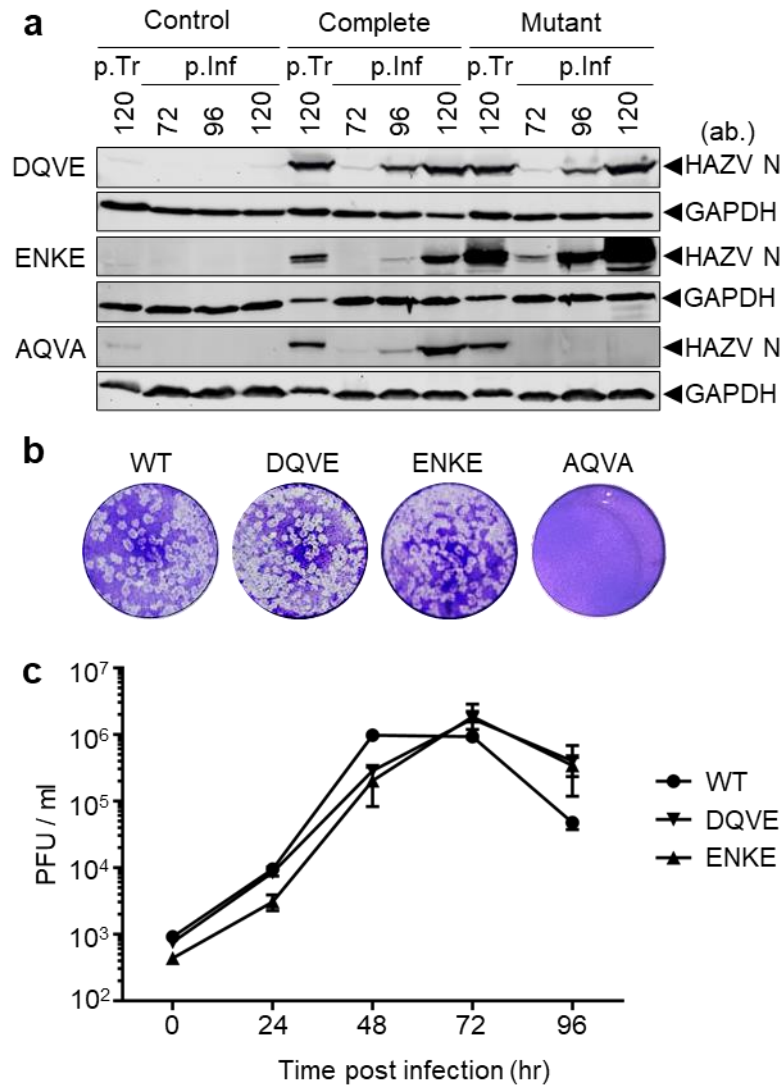 a
Control Complete Mutant
p.Tr p.Inf p.Tr p.Inf p.Tr p.Inf
120 72 96 120 120 72 96 120 120 72 96 120 (ab.)
DQVE HAZV N
GAPDH
ENKE HAZV N
GAPDH
AQVA HAZV N
GAPDH
b
WT DQVE ENKE AQVA
c
10⁷
10⁶
10⁵
10⁴
10³
10²
PFU / ml
WT
DQVE
ENKE
0 24 48 72 96
Time post infection (hr)